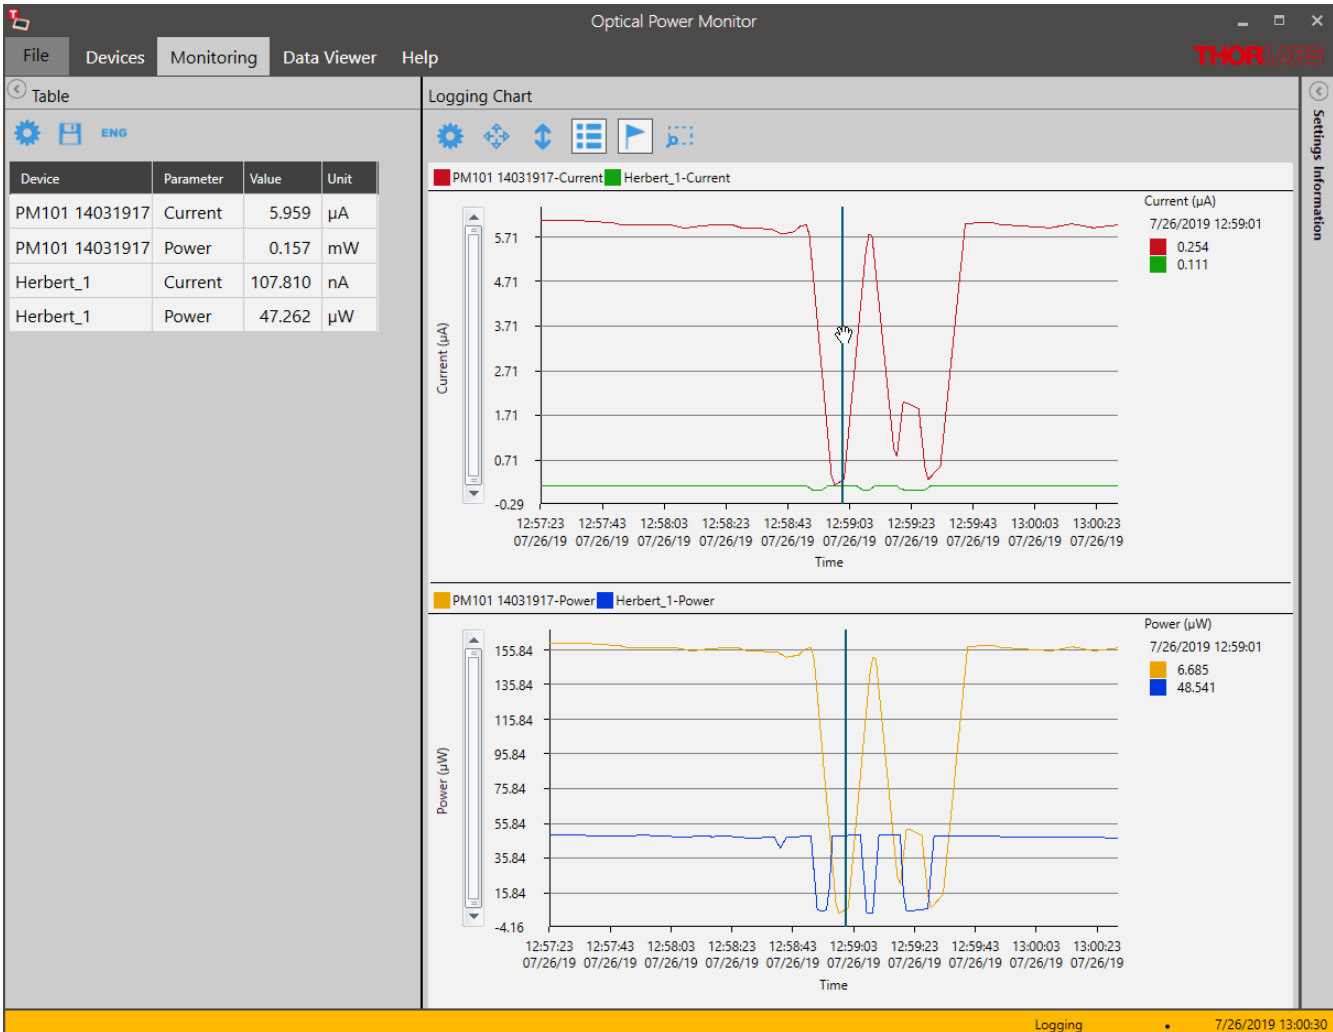 Optical Power Monitor
File Devices Monitoring Data Viewer Help
THORLABS
Table
ENG
Device Parameter Value Unit
PM101 14031917 Current 5.959 µA
PM101 14031917 Power 0.157 mW
Herbert_1 Current 107.810 nA
Herbert_1 Power 47.262 µW
Logging Chart
PM101 14031917-Current Herbert_1-Current
Current (µA)
7/26/2019 12:59:01
0.254
0.111
Current (µA)
5.71
4.71
3.71
2.71
1.71
0.71
-0.29
12:57:23 12:57:43 12:58:03 12:58:23 12:58:43 12:59:03 12:59:23 12:59:43 13:00:03 13:00:23
07/26/19 07/26/19 07/26/19 07/26/19 07/26/19 07/26/19 07/26/19 07/26/19 07/26/19 07/26/19
Time
PM101 14031917-Power Herbert_1-Power
Power (µW)
7/26/2019 12:59:01
6.685
48.541
Power (µW)
155.84
135.84
115.84
95.84
75.84
55.84
35.84
15.84
-4.16
12:57:23 12:57:43 12:58:03 12:58:23 12:58:43 12:59:03 12:59:23 12:59:43 13:00:03 13:00:23
07/26/19 07/26/19 07/26/19 07/26/19 07/26/19 07/26/19 07/26/19 07/26/19 07/26/19 07/26/19
Time
Settings Information
Logging 7/26/2019 13:00:30